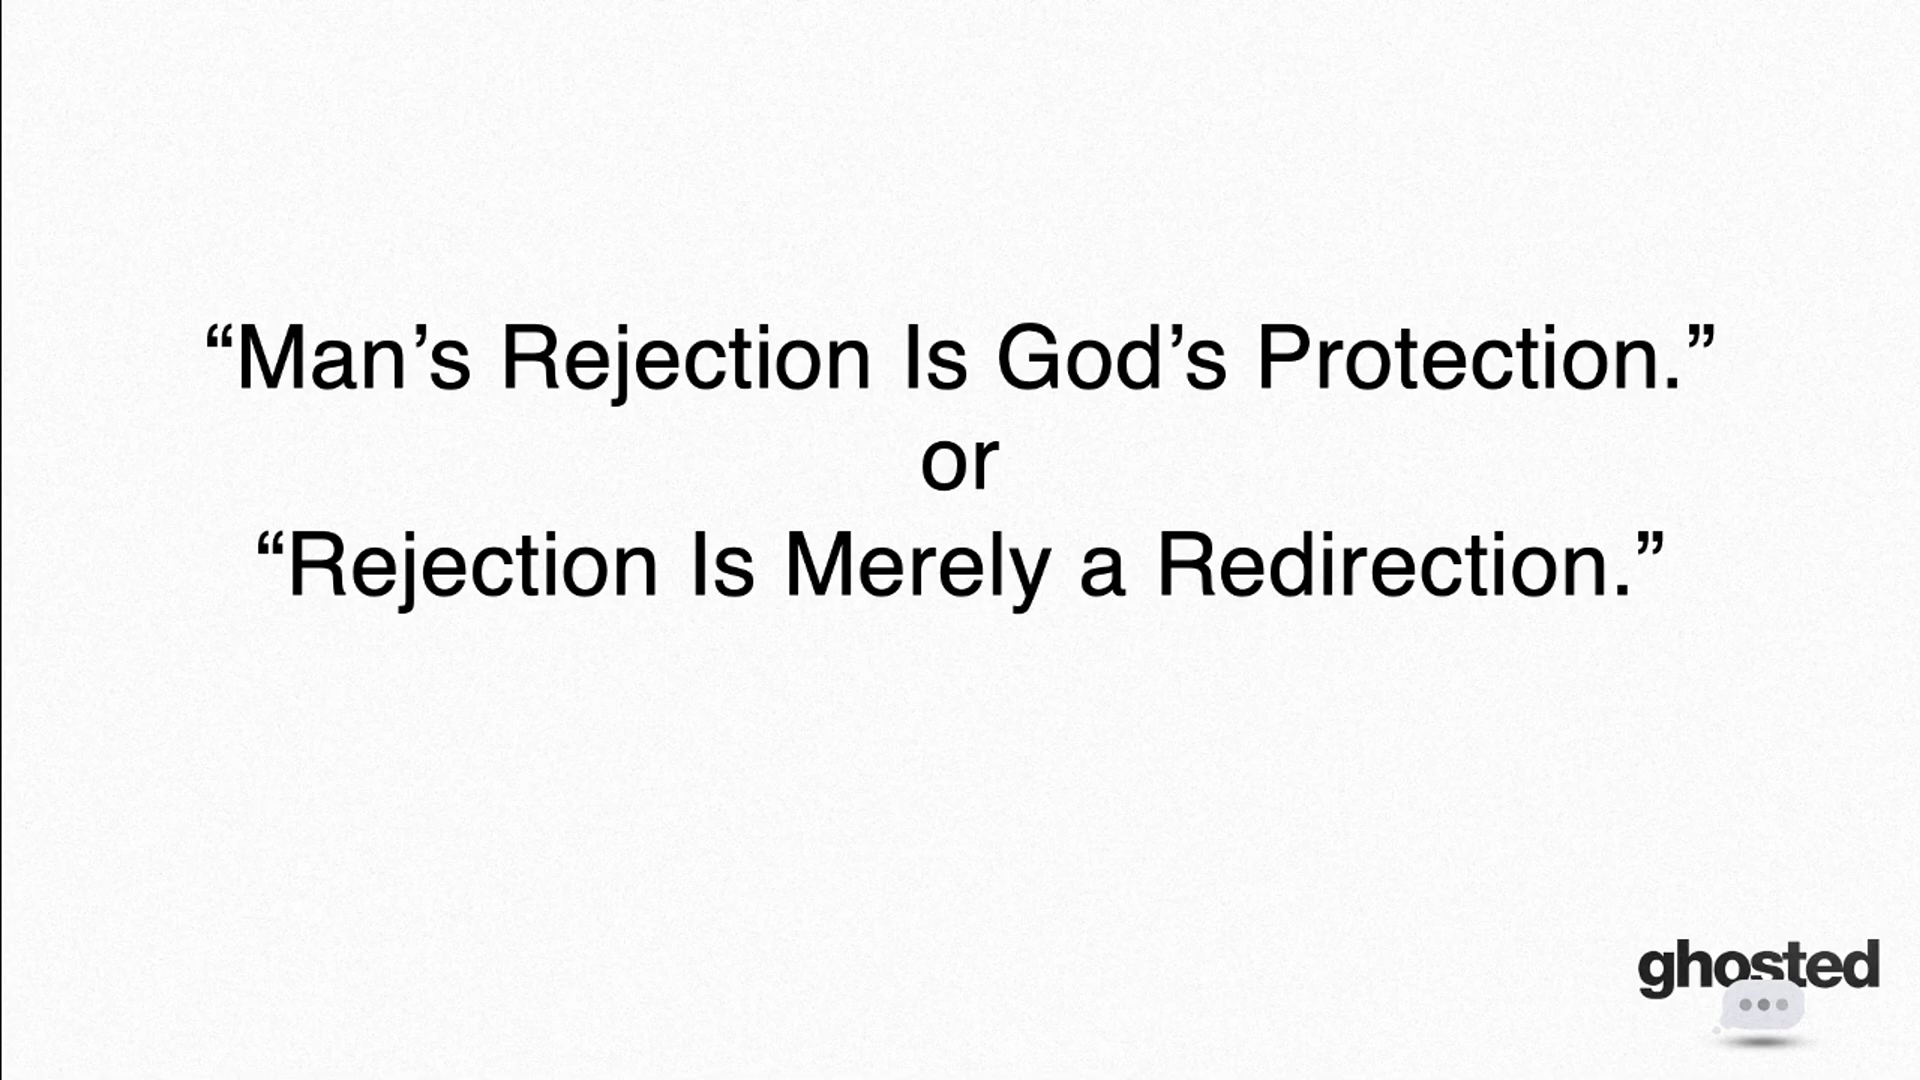 “Man’s Rejection Is God’s Protection.”
or
“Rejection Is Merely a Redirection.”
ghosted